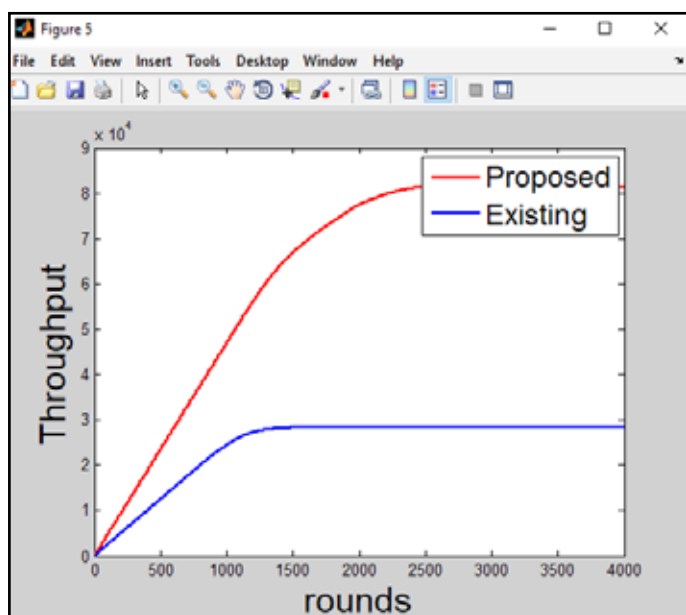 Figure 5
File Edit View Insert Tools Desktop Window Help
x 10^4
9
8
7
6
5
4
3
2
1
0
Throughput
Proposed
Existing
0 500 1000 1500 2000 2500 3000 3500 4000
rounds